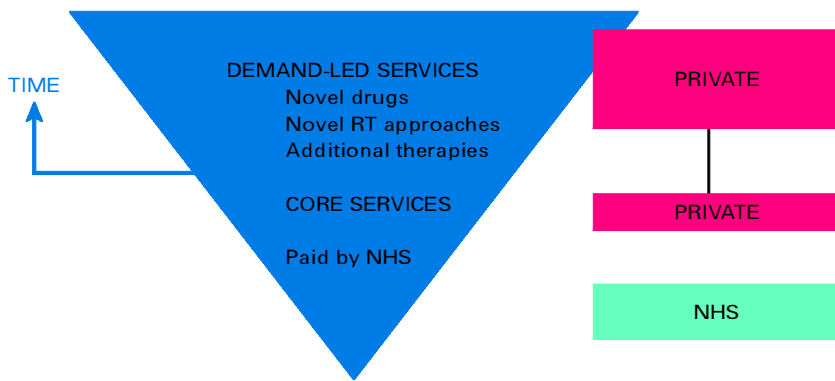 TIME
DEMAND-LED SERVICES
Novel drugs
Novel RT approaches
Additional therapies
CORE SERVICES
Paid by NHS
PRIVATE
PRIVATE
NHS